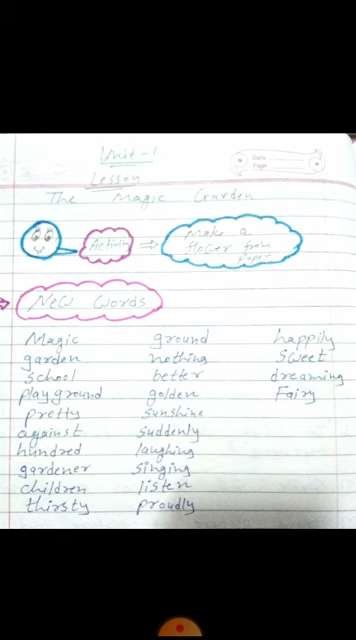 Unit-1
Date
Page
Lesson
The Magic Garden
Activity ⇒ Make a
flower from
paper
New words
Magic ground happily
garden nothing sweet
school better dreaming
play ground golden Fairy
pretty sunshine
against suddenly
hundred laughing
gardener singing
children listen
thirsty proudly